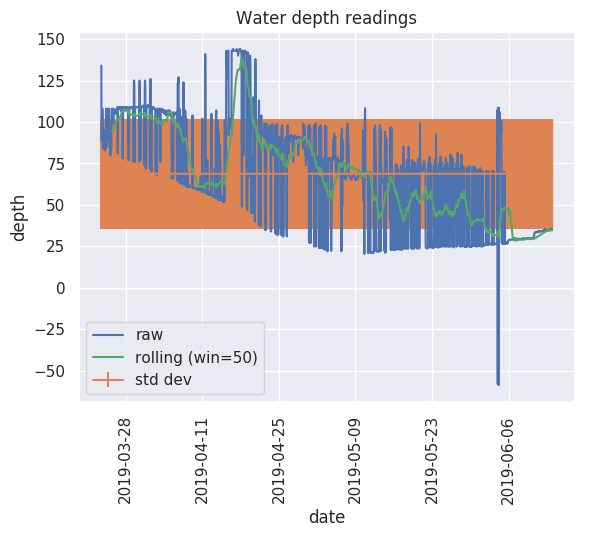 Water depth readings
150
125
100
75
50
25
0
−25
−50
depth
raw
rolling (win=50)
std dev
2019-03-28
2019-04-11
2019-04-25
2019-05-09
2019-05-23
2019-06-06
date